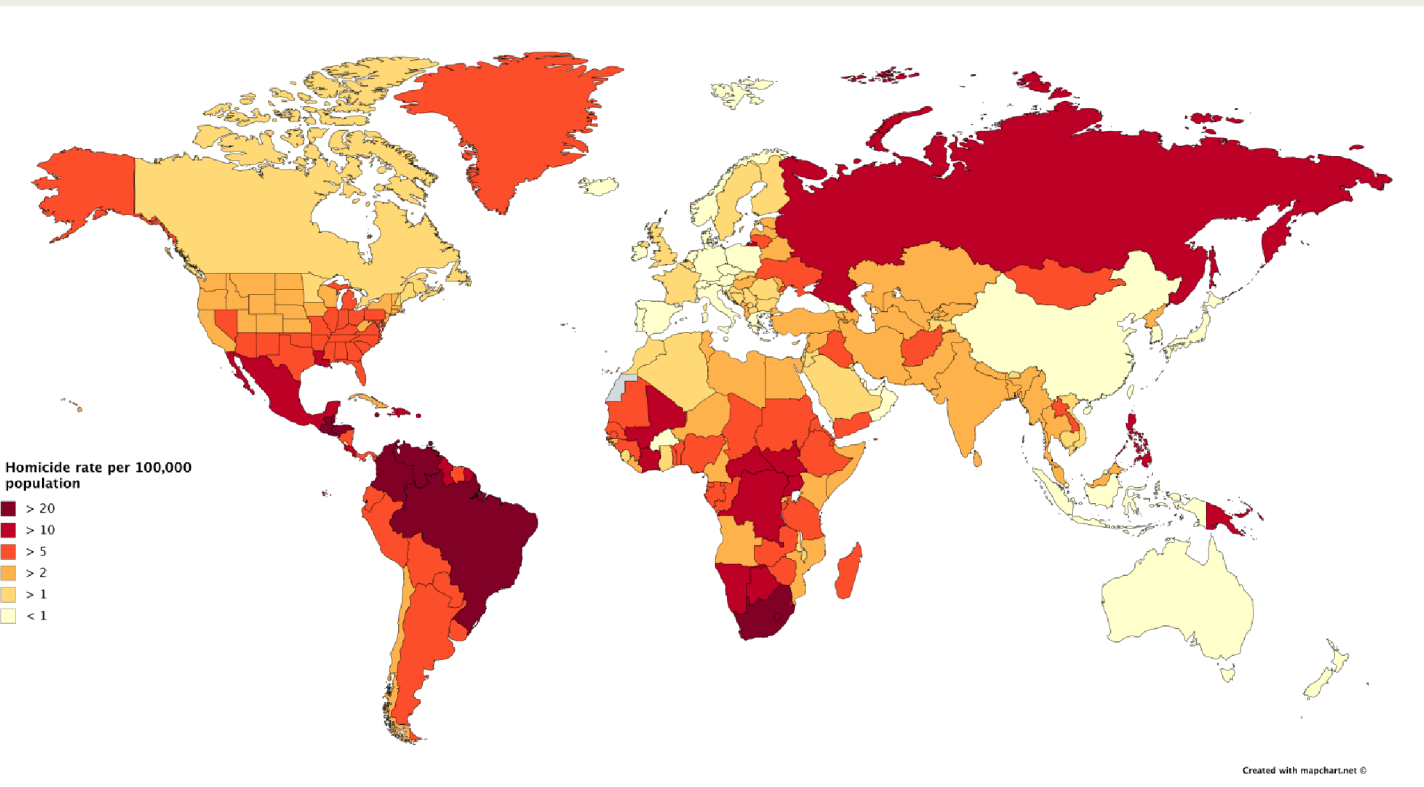 Homicide rate per 100,000
population
> 20
> 10
> 5
> 2
> 1
< 1
Created with mapchart.net ©